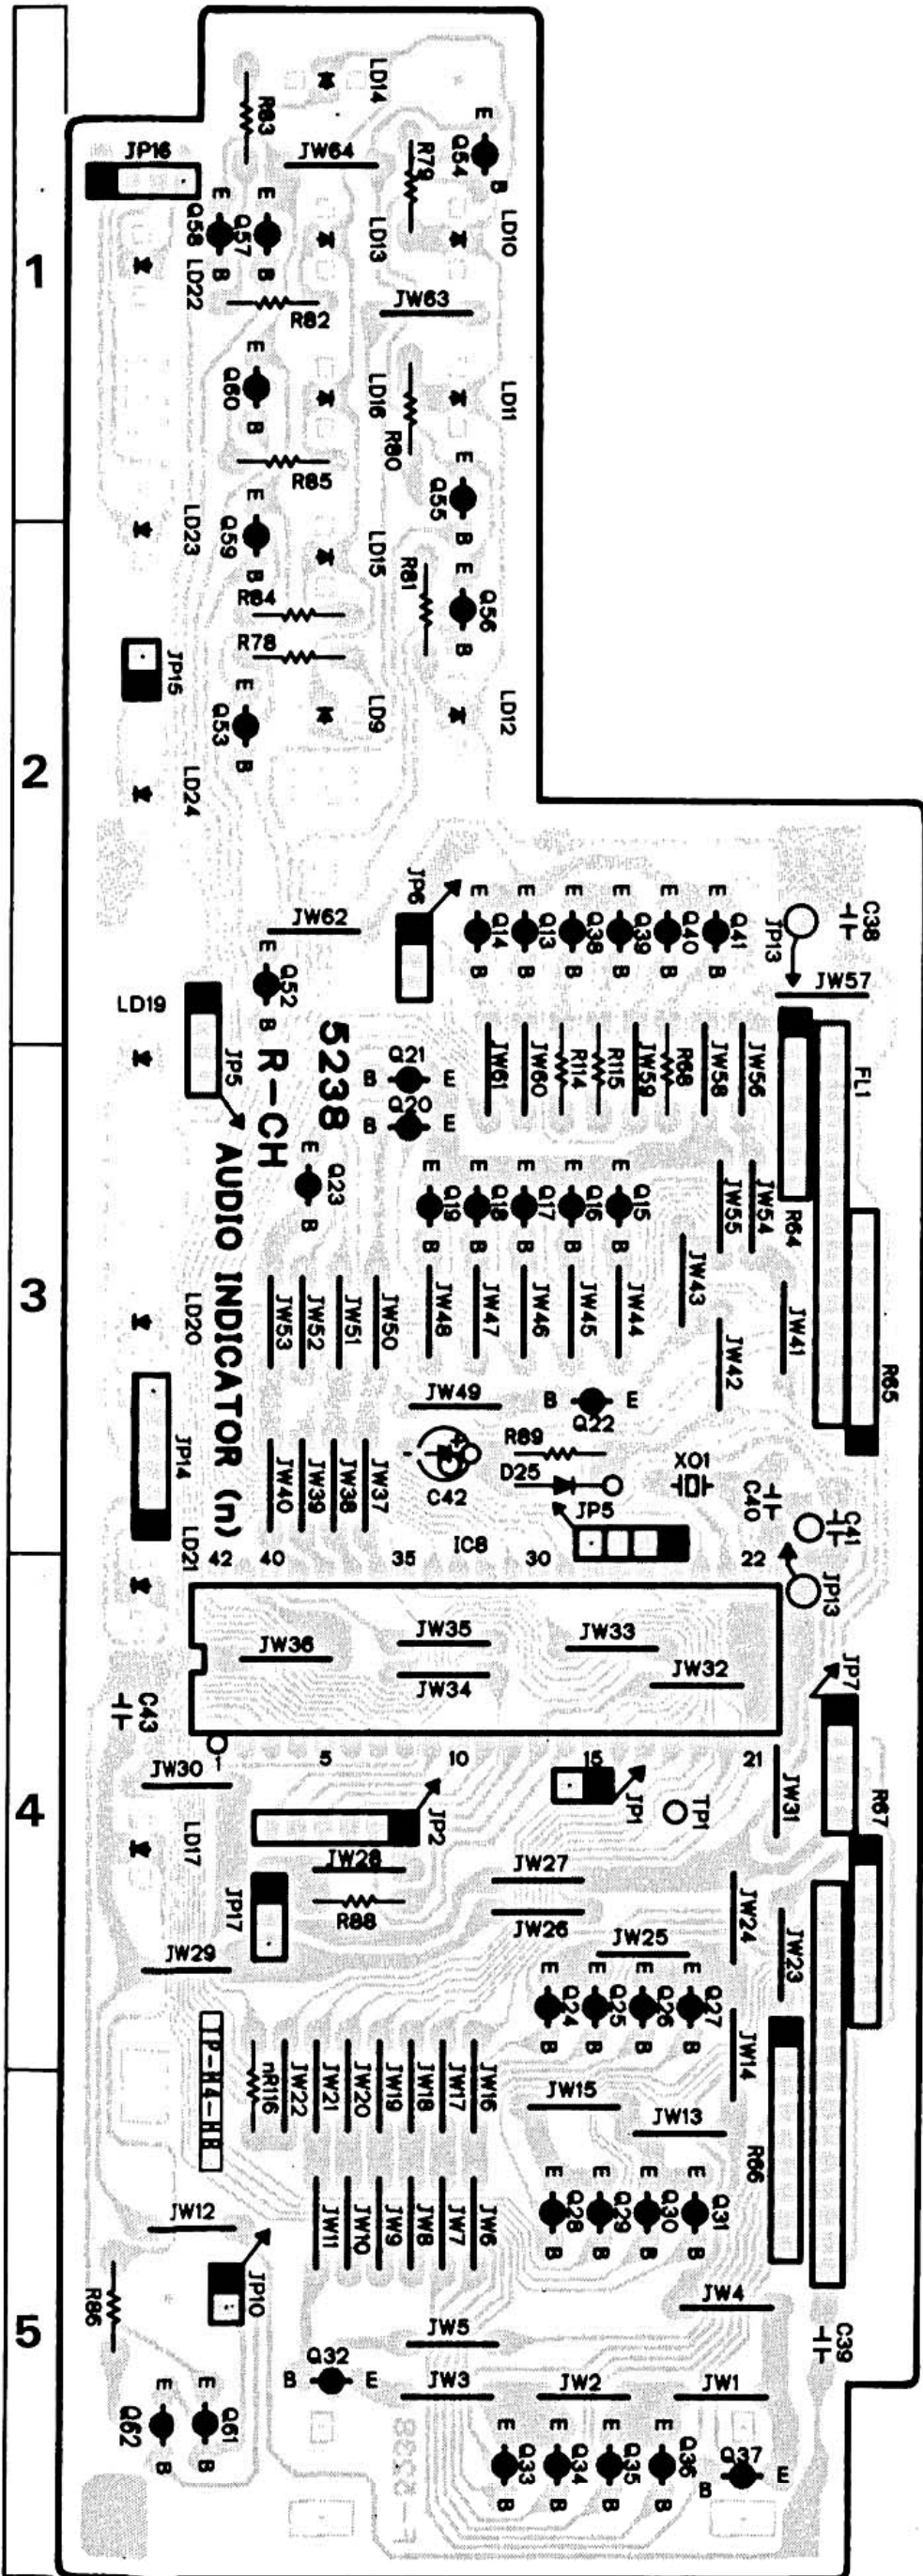 1
2
3
4
5
LD14
R83
JP16
JW64
R79
E
Q54
B
E
Q58
B
E
Q57
B
LD13
LD10
LD22
R82
JW63
E
Q60
B
LD16
R80
LD11
R85
E
Q55
B
LD23
E
Q59
B
LD15
R81
E
Q56
B
R84
R78
JP15
E
Q53
B
LD9
LD12
LD24
JP6
E
Q14
B
E
Q13
B
E
Q38
B
E
Q39
B
E
Q40
B
E
Q41
B
JP13
C38
JW62
E
Q52
B
JW57
LD19
JP5
R-CH
5238
Q21
B
E
Q20
B
E
JW61
JW60
R114
R115
JW59
R68
JW58
JW56
FL1
AUDIO INDICATOR (n)
E
Q23
B
E
Q19
B
E
Q18
B
E
Q17
B
E
Q16
B
E
Q15
B
JW55
JW54
R64
JW43
LD20
JW53
JW52
JW51
JW50
JW48
JW47
JW46
JW45
JW44
JW42
JW41
R65
JW49
B
E
Q22
JP14
JW40
JW39
JW38
JW37
+
C42
R89
D25
X01
C40
C41
JP5
LD21
42
40
35
IC8
30
22
JP13
JW36
JW35
JW34
JW33
JW32
JP7
C43
JW30
1
5
10
15
21
JW31
R67
LD17
JP2
JP1
TP1
JW28
JP17
R88
JW27
JW26
JW24
JW23
JW29
JW25
E
Q24
B
E
Q25
B
E
Q26
B
E
Q27
B
JW14
TP-H4-HB
nR116
JW22
JW21
JW20
JW19
JW18
JW17
JW16
JW15
JW13
R66
JW12
JW11
JW10
JW9
JW8
JW7
JW6
E
Q28
B
E
Q29
B
E
Q30
B
E
Q31
B
R86
JP10
JW4
JW5
C39
Q32
B
E
JW3
JW2
JW1
E
Q62
B
E
Q61
B
E
Q33
B
E
Q34
B
E
Q35
B
E
Q36
B
Q37
B
E